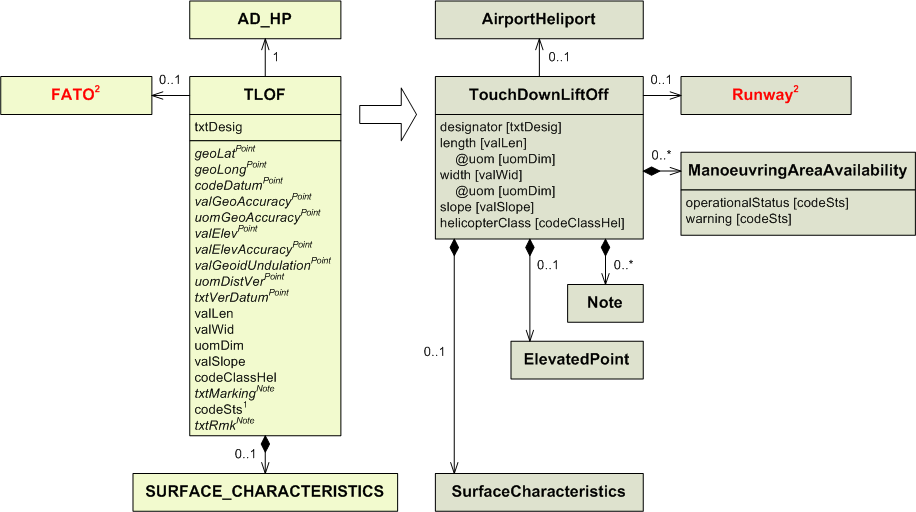 AD_HP
1
FATO2
0..1
TLOF
txtDesig
geoLatPoint
geoLongPoint
codeDatumPoint
valGeoAccuracyPoint
uomGeoAccuracyPoint
valElevPoint
valElevAccuracyPoint
valGeoidUndulationPoint
uomDistVerPoint
txtVerDatumPoint
valLen
valWid
uomDim
valSlope
codeClassHel
txtMarkingNote
codeSts1
txtRmkNote
0..1
SURFACE_CHARACTERISTICS
AirportHeliport
0..1
TouchDownLiftOff
designator [txtDesig]
length [valLen]
@uom [uomDim]
width [valWid]
@uom [uomDim]
slope [valSlope]
helicopterClass [codeClassHel]
0..1
Runway2
0..*
ManoeuvringAreaAvailability
operationalStatus [codeSts]
warning [codeSts]
0..*
Note
0..1
ElevatedPoint
0..1
SurfaceCharacteristics